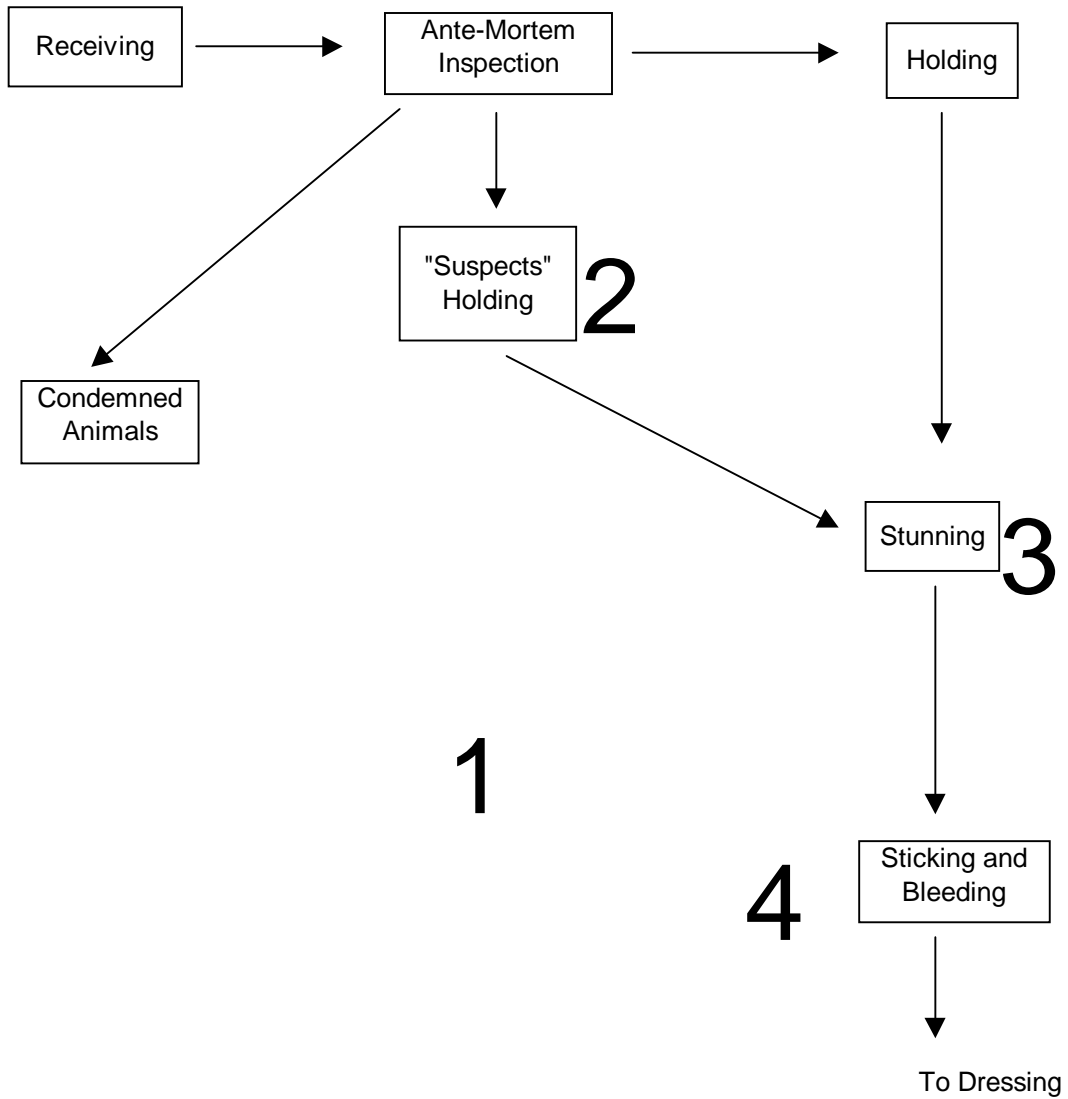 Receiving
Ante-Mortem
Inspection
Holding
"Suspects"
Holding
2
Condemned
Animals
Stunning
3
1
Sticking and
Bleeding
4
To Dressing